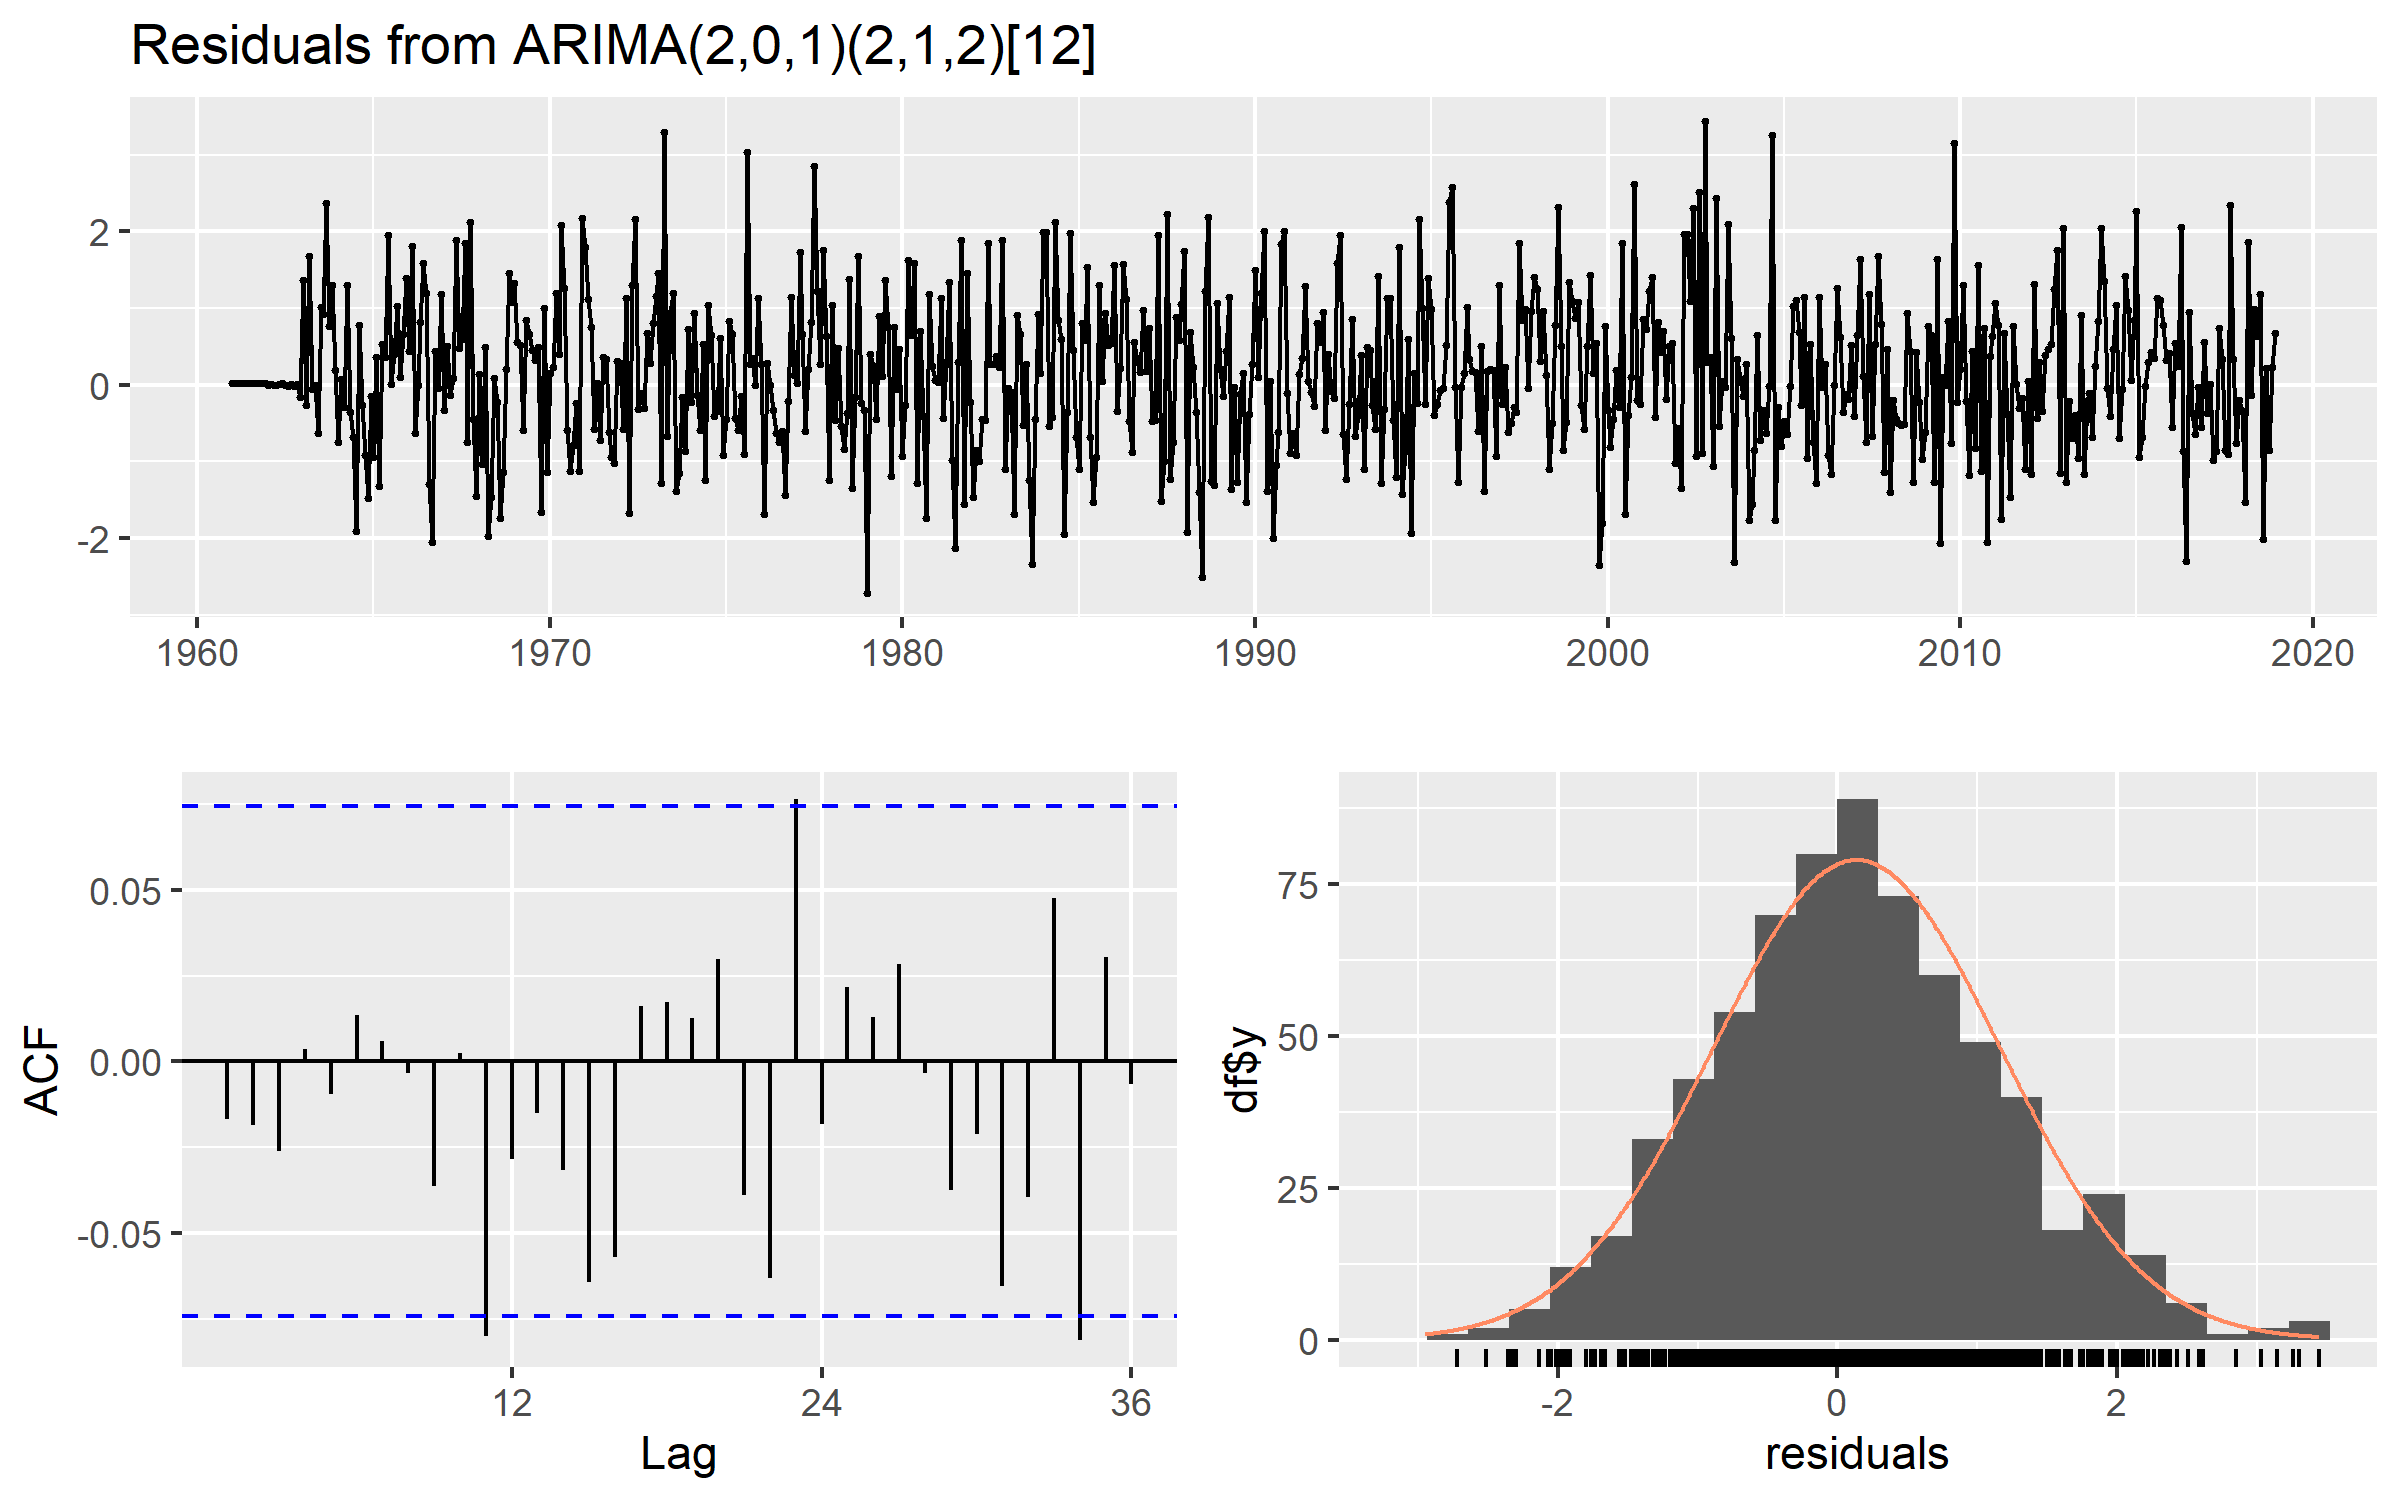 Residuals from ARIMA(2,0,1)(2,1,2)[12]
2
0
-2
1960 1970 1980 1990 2000 2010 2020
ACF
0.05
0.00
-0.05
12 24 36
Lag
df$y
75
50
25
0
-2 0 2
residuals